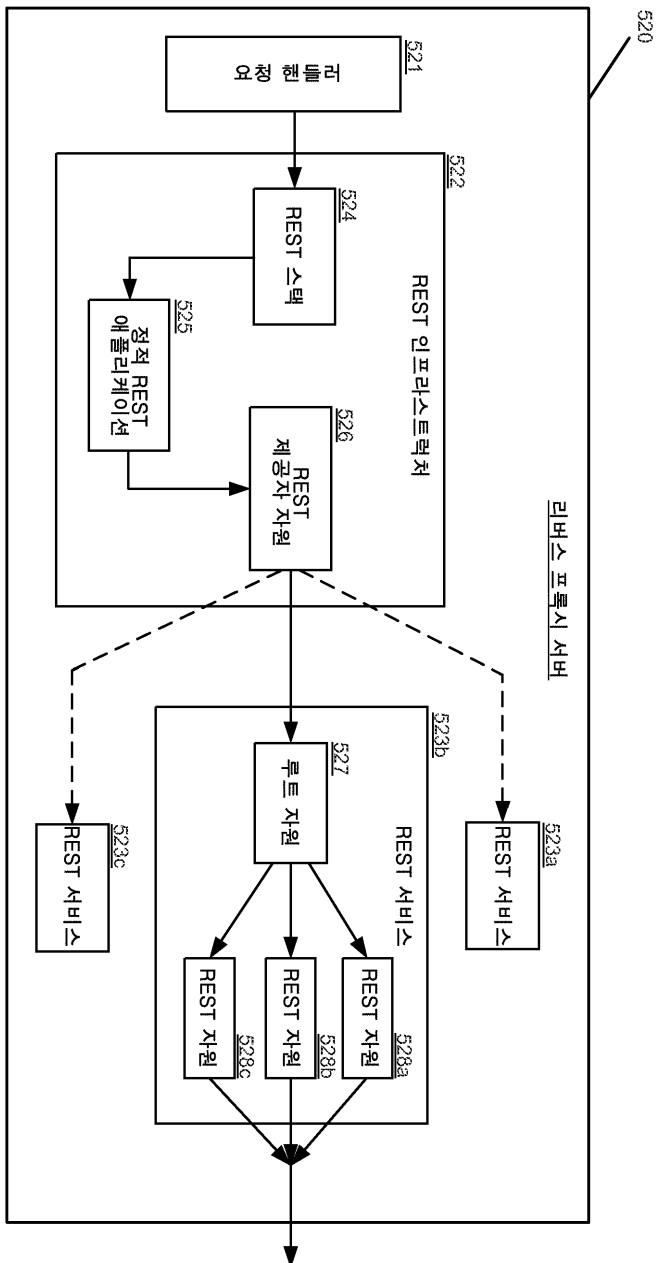 520
리버스 프록시 서버
521
요청 핸들러
522
REST 인프라스트럭처
524
REST 스택
525
정적 REST
애플리케이션
526
REST
제공자 자원
523a
REST 서비스
523b
REST 서비스
527
루트 자원
528a
REST 자원
528b
REST 자원
528c
REST 자원
523c
REST 서비스